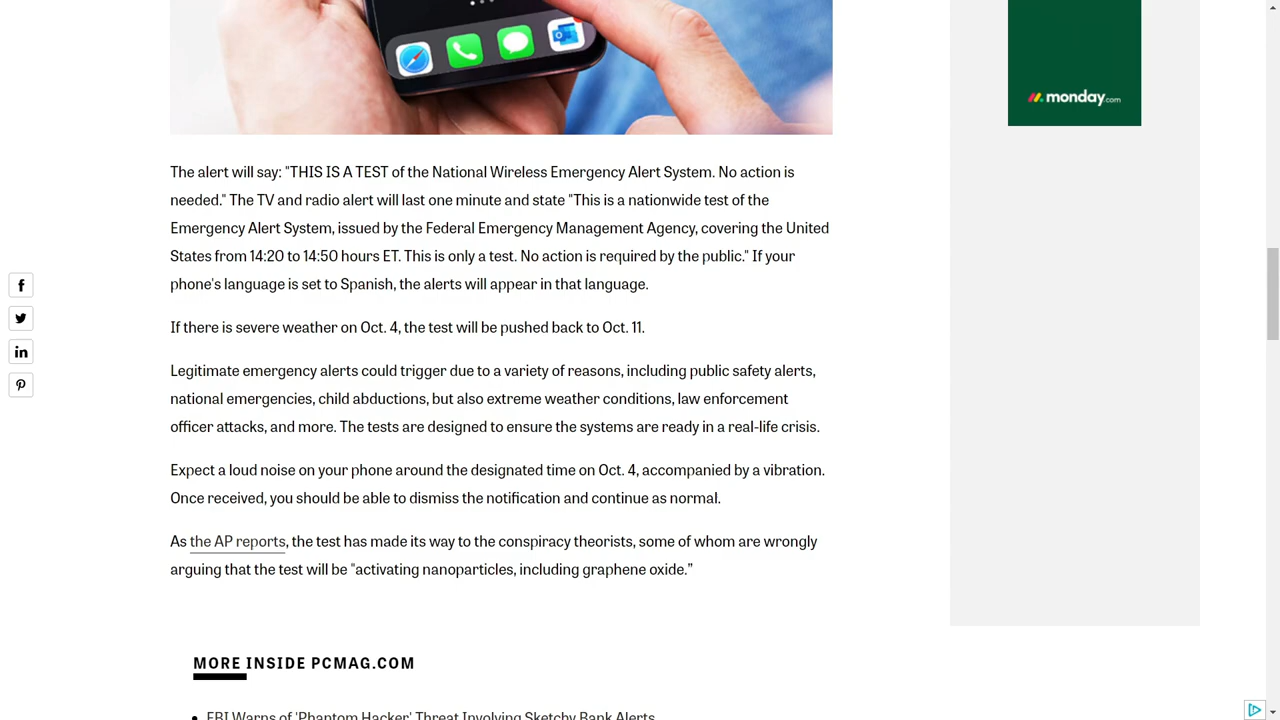 monday.com
The alert will say: "THIS IS A TEST of the National Wireless Emergency Alert System. No action is
needed." The TV and radio alert will last one minute and state "This is a nationwide test of the
Emergency Alert System, issued by the Federal Emergency Management Agency, covering the United
States from 14:20 to 14:50 hours ET. This is only a test. No action is required by the public." If your
phone's language is set to Spanish, the alerts will appear in that language.
If there is severe weather on Oct. 4, the test will be pushed back to Oct. 11.
Legitimate emergency alerts could trigger due to a variety of reasons, including public safety alerts,
national emergencies, child abductions, but also extreme weather conditions, law enforcement
officer attacks, and more. The tests are designed to ensure the systems are ready in a real-life crisis.
Expect a loud noise on your phone around the designated time on Oct. 4, accompanied by a vibration.
Once received, you should be able to dismiss the notification and continue as normal.
As the AP reports, the test has made its way to the conspiracy theorists, some of whom are wrongly
arguing that the test will be "activating nanoparticles, including graphene oxide.”
MORE INSIDE PCMAG.COM
FBI Warns of 'Phantom Hacker' Threat Involving Sketchy Bank Alerts